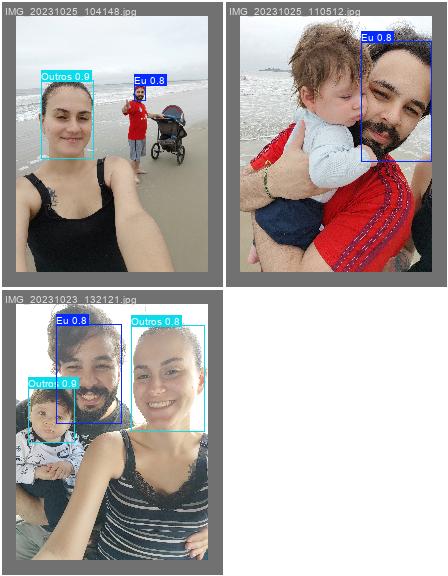 IMG_20231025_104148.jpg
Outros 0.9
Eu 0.8
IMG_20231025_110512.jpg
Eu 0.8
IMG_20231023_132121.jpg
Eu 0.8
Outros 0.8
Outros 0.9